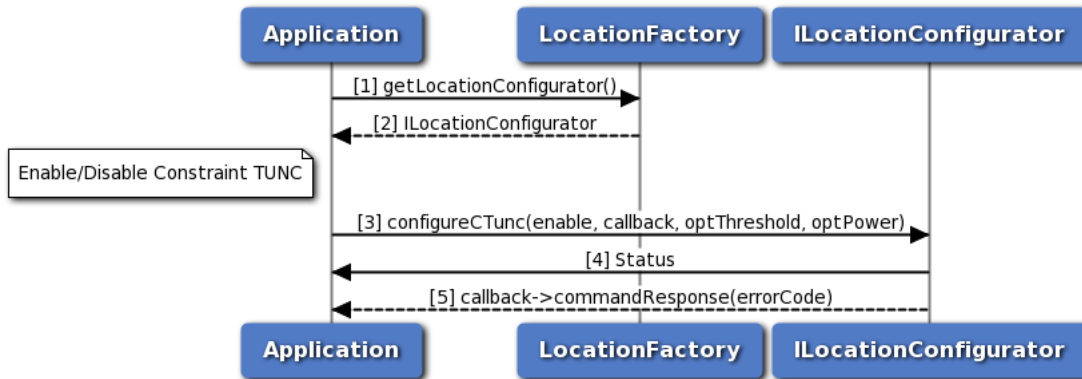 Application
LocationFactory
ILocationConfigurator
[1] getLocationConfigurator()
[2] ILocationConfigurator
Enable/Disable Constraint TUNC
[3] configureCTunc(enable, callback, optThreshold, optPower)
[4] Status
[5] callback->commandResponse(errorCode)
Application
LocationFactory
ILocationConfigurator